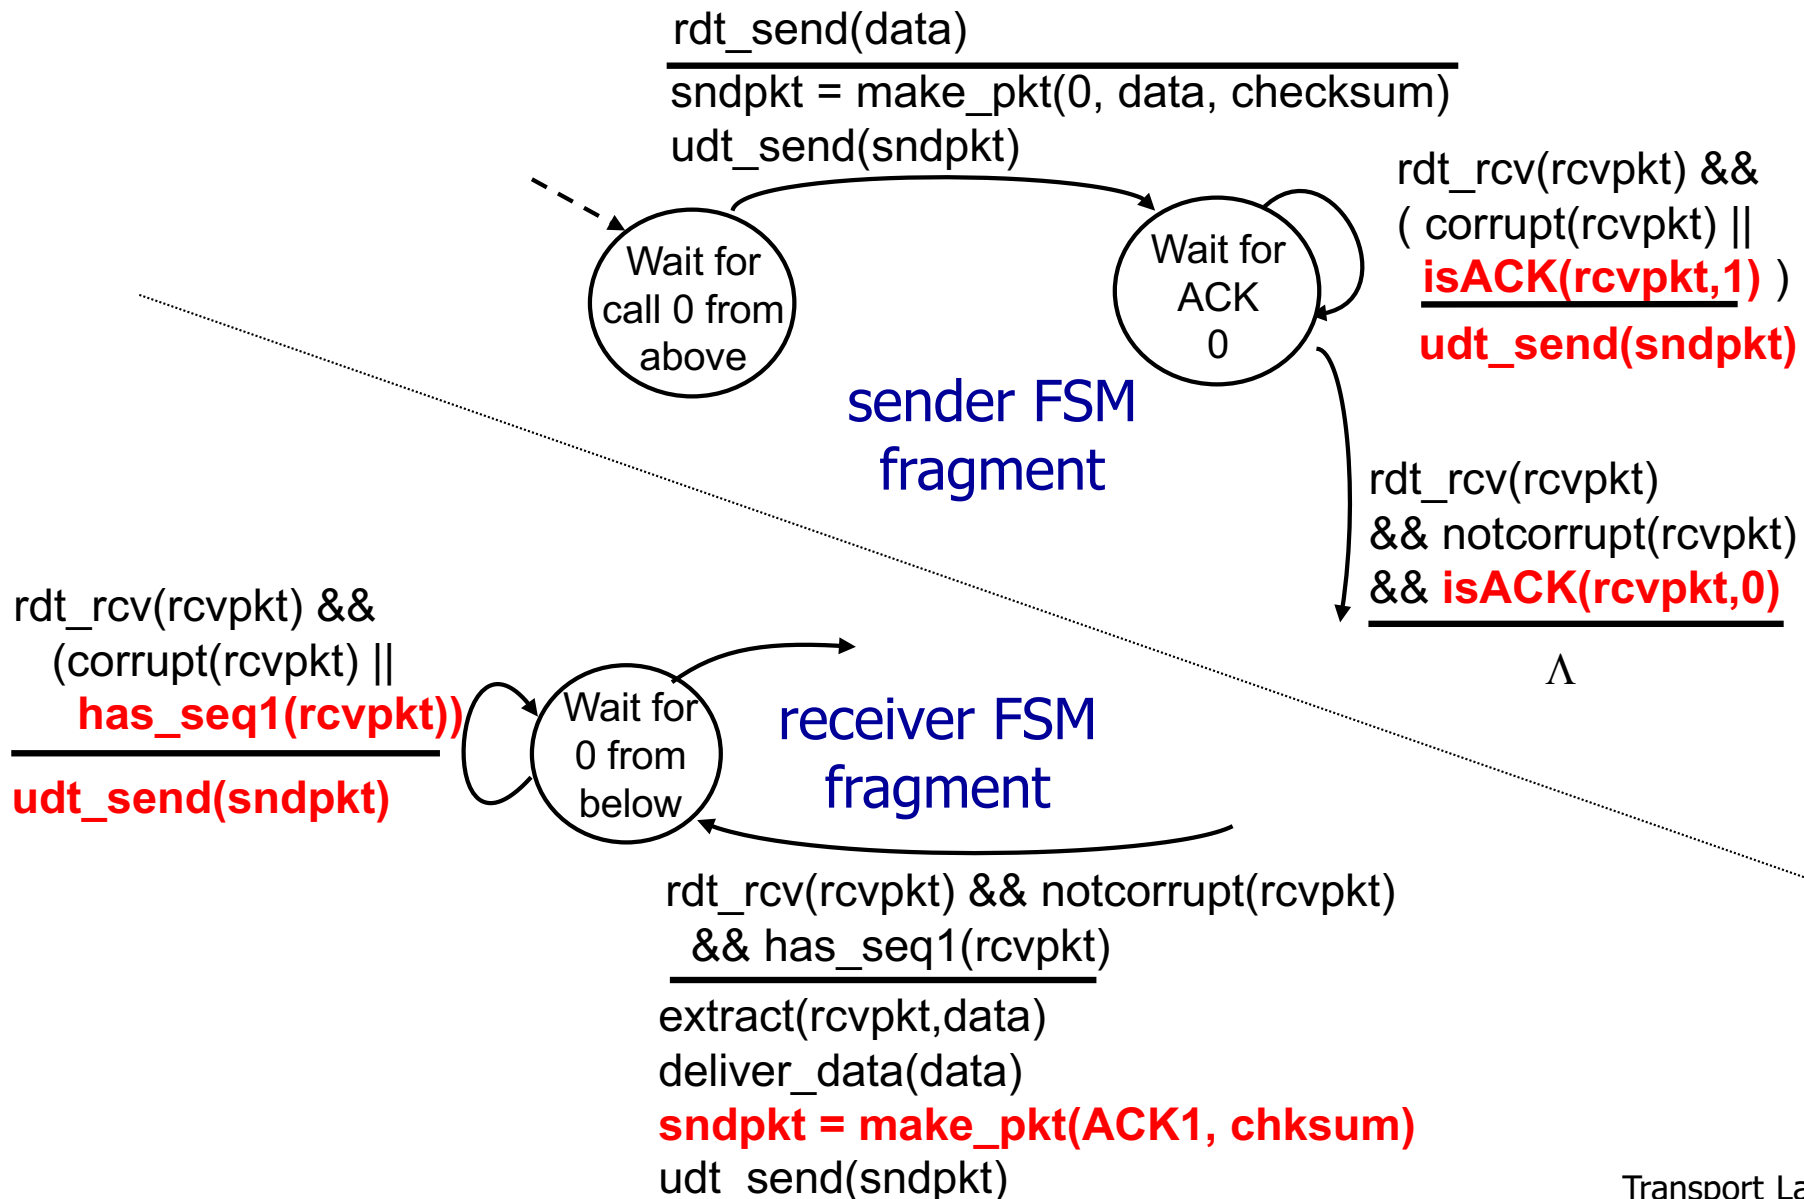 rdt_send(data)
sndpkt = make_pkt(0, data, checksum)
udt_send(sndpkt)
Wait for
call 0 from
above
Wait for
ACK
0
rdt_rcv(rcvpkt) &&
( corrupt(rcvpkt) ||
isACK(rcvpkt,1) )
udt_send(sndpkt)
sender FSM
fragment
rdt_rcv(rcvpkt)
&& notcorrupt(rcvpkt)
&& isACK(rcvpkt,0)
Λ
rdt_rcv(rcvpkt) &&
(corrupt(rcvpkt) ||
has_seq1(rcvpkt))
udt_send(sndpkt)
Wait for
0 from
below
receiver FSM
fragment
rdt_rcv(rcvpkt) && notcorrupt(rcvpkt)
&& has_seq1(rcvpkt)
extract(rcvpkt,data)
deliver_data(data)
sndpkt = make_pkt(ACK1, chksum)
udt_send(sndpkt)
Transport La